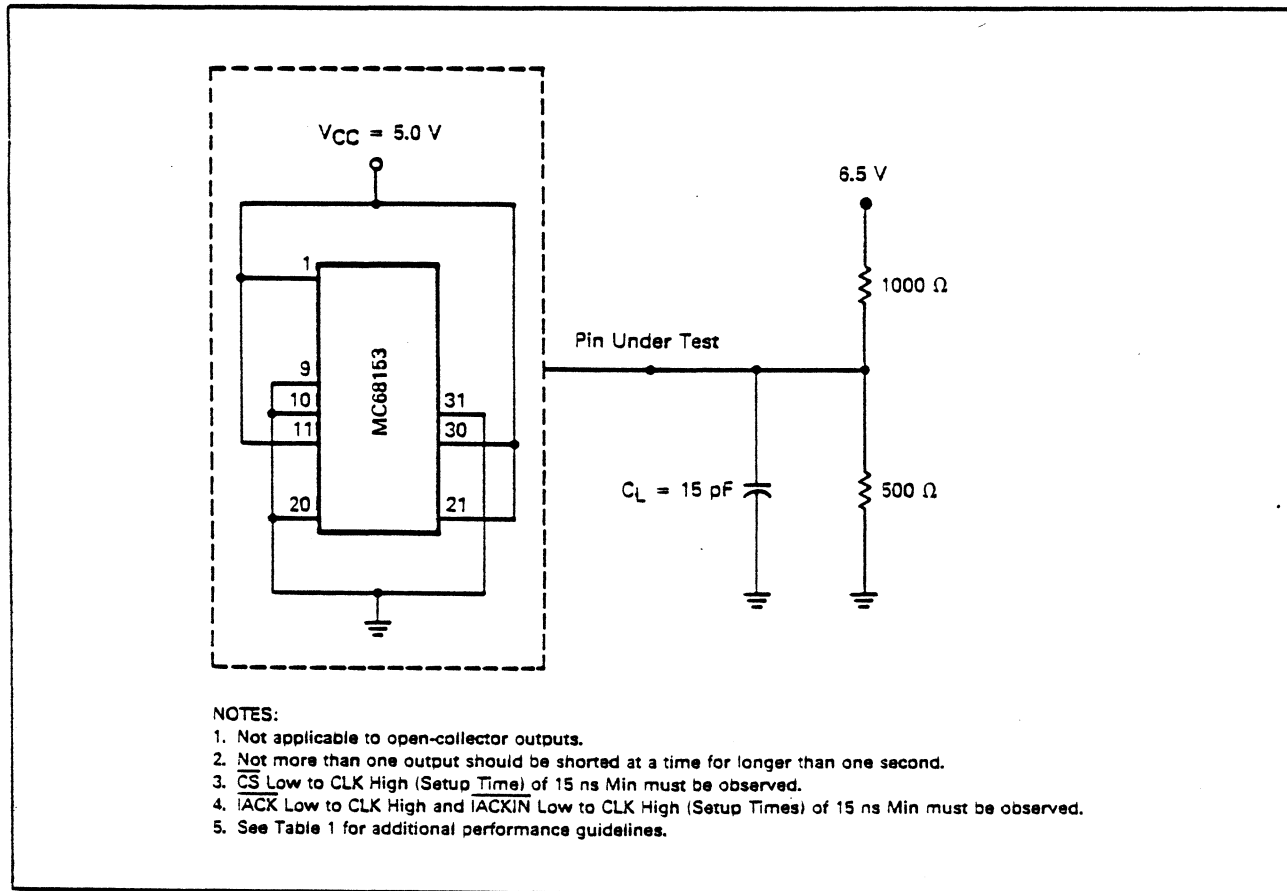 VCC = 5.0 V
6.5 V
1
1000 Ω
Pin Under Test
9
10
11
20
MC68153
31
30
21
CL = 15 pF
500 Ω
NOTES:
1. Not applicable to open-collector outputs.
2. Not more than one output should be shorted at a time for longer than one second.
3. C̅S̅ Low to CLK High (Setup Time) of 15 ns Min must be observed.
4. I̅A̅C̅K̅ Low to CLK High and I̅A̅C̅K̅I̅N̅ Low to CLK High (Setup Times) of 15 ns Min must be observed.
5. See Table 1 for additional performance guidelines.